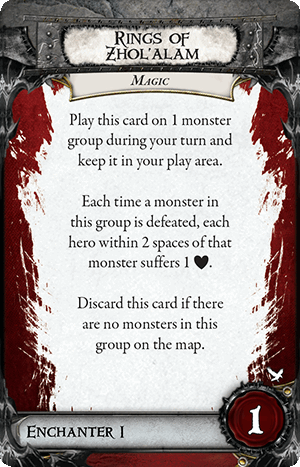 Rings of
Zhol'alam
Magic
Play this card on 1 monster
group during your turn and
keep it in your play area.
Each time a monster in
this group is defeated, each
hero within 2 spaces of that
monster suffers 1 ♥.
Discard this card if there
are no monsters in this
group on the map.
Enchanter I
1